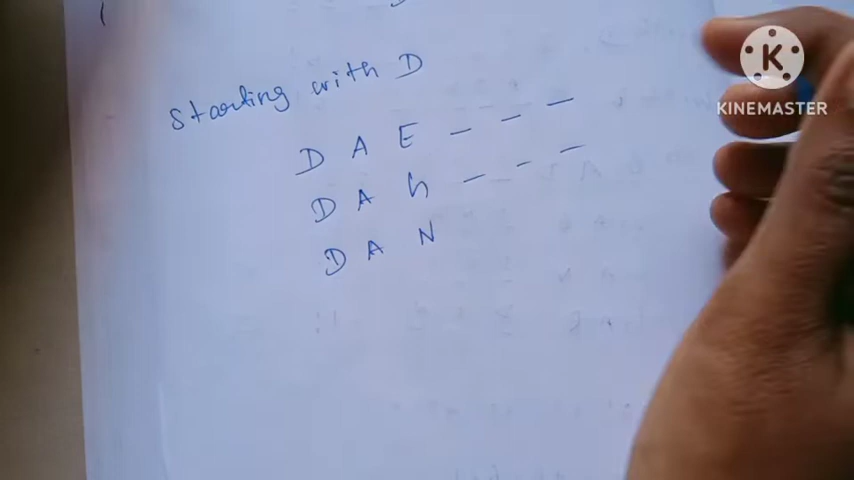 Starting with D
D A E - - -
D A h - - -
D A N
K
KINEMASTER